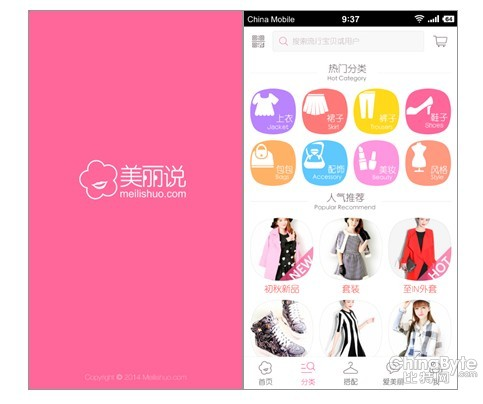 美丽说
meilishuo.com
Copyright © 2014 Meilishuo.com
China Mobile
9:37
64
搜索流行宝贝或用户
热门分类
Hot Category
上衣
Jacket
裙子
Skirt
裤子
Trousers
鞋子
Shoes
包包
Bags
配饰
Accessory
美妆
Beauty
风格
Style
人气推荐
Popular Recommend
NEW
HOT
初秋新品
套装
至IN外套
首页
分类
搭配
爱美丽
ChinaByte
比特网
.com